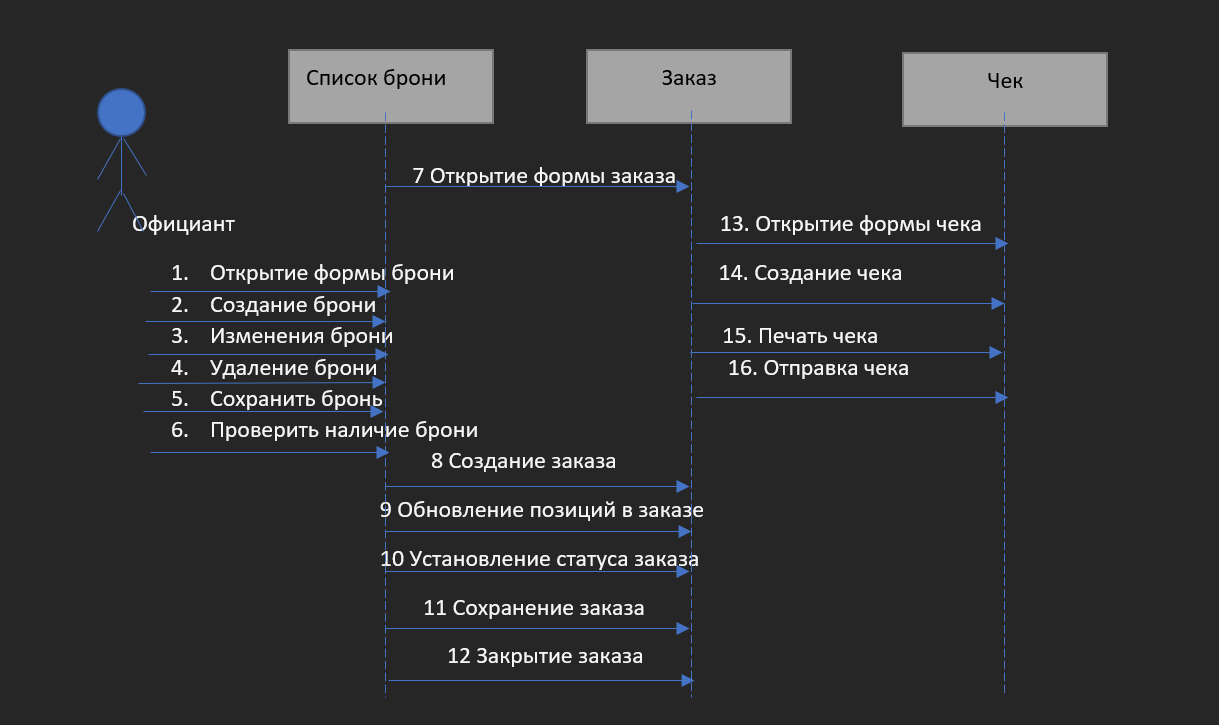 Список брони
Заказ
Чек
7 Открытие формы заказа
Официант
13. Открытие формы чека
1. Открытие формы брони
14. Создание чека
2. Создание брони
3. Изменения брони
15. Печать чека
4. Удаление брони
16. Отправка чека
5. Сохранить бронь
6. Проверить наличие брони
8 Создание заказа
9 Обновление позиций в заказе
10 Установление статуса заказа
11 Сохранение заказа
12 Закрытие заказа